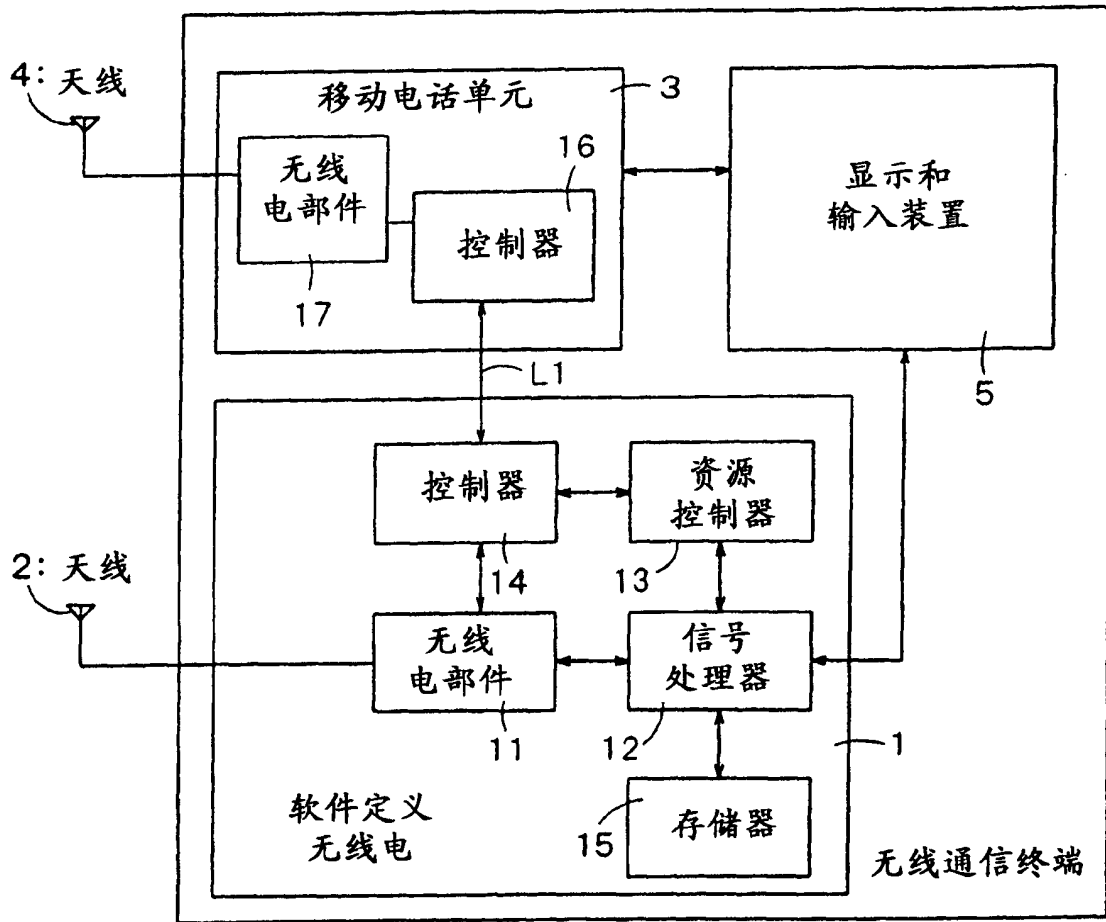 4: 天线
移动电话单元
3
无线
电部件
17
16
控制器
显示和
输入装置
5
L1
控制器
14
资源
控制器
13
2: 天线
无线
电部件
11
信号
处理器
12
1
软件定义
无线电
15
存储器
无线通信终端